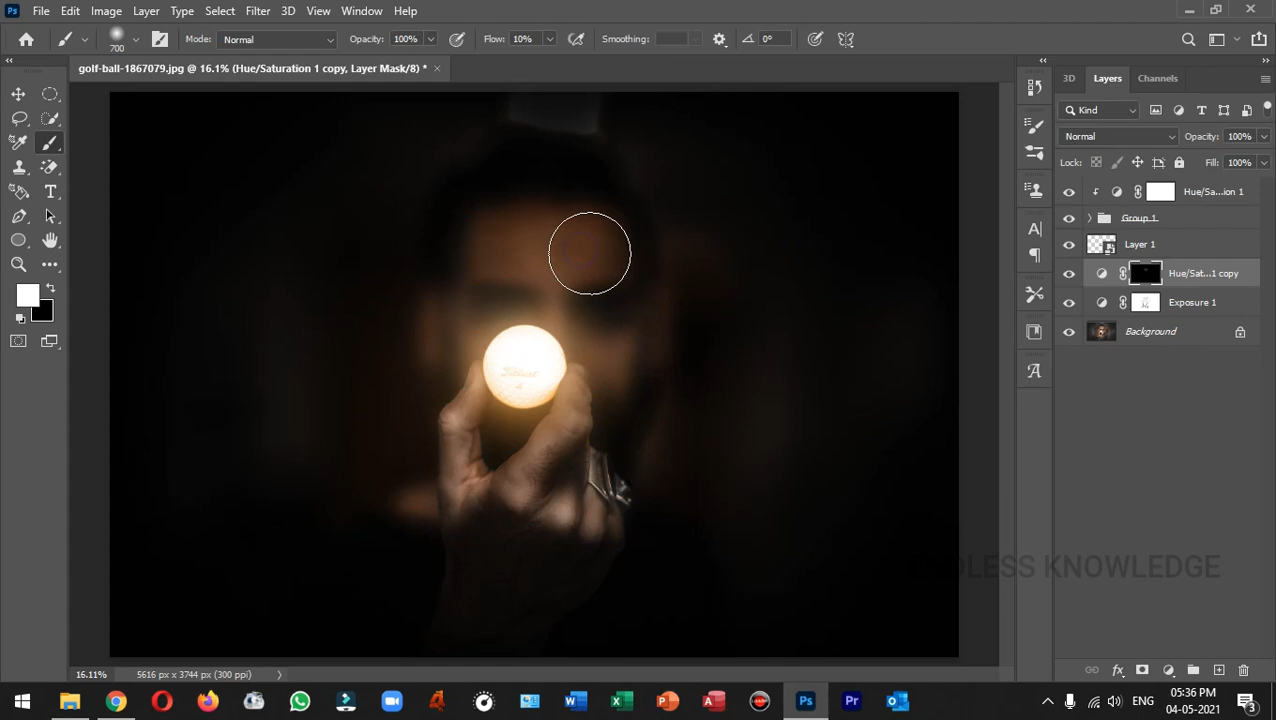 Ps File Edit Image Layer Type Select Filter 3D View Window Help
700 Mode: Normal Opacity: 100% Flow: 10% Smoothing: 0°
golf-ball-1867079.jpg @ 16.1% (Hue/Saturation 1 copy, Layer Mask/8) * ×
3D Layers Channels
Kind
Normal Opacity: 100%
Lock: Fill: 100%
Hue/Sa...ion 1
Group 1
Layer 1
Hue/Sat...1 copy
Exposure 1
Background
DLESS KNOWLEDGE
16.11% 5616 px x 3744 px (300 ppi)
ENG 05:36 PM
04-05-2021
3